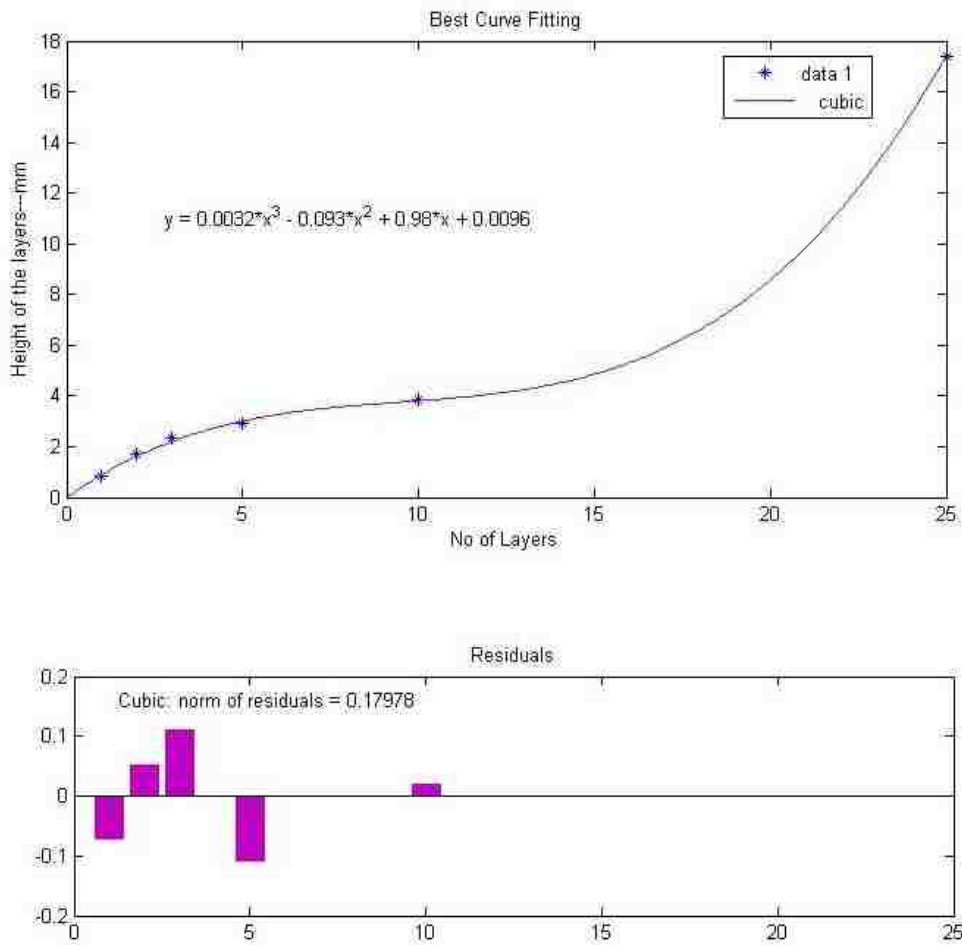 Best Curve Fitting
18
16
14
12
10
8
6
4
2
0
Height of the layers---mm
data 1
cubic
y = 0.0032*x³ - 0.093*x² + 0.98*x + 0.0096
0 5 10 15 20 25
No of Layers
Residuals
0.2
0.1
0
-0.1
-0.2
Cubic: norm of residuals = 0.17978
0 5 10 15 20 25